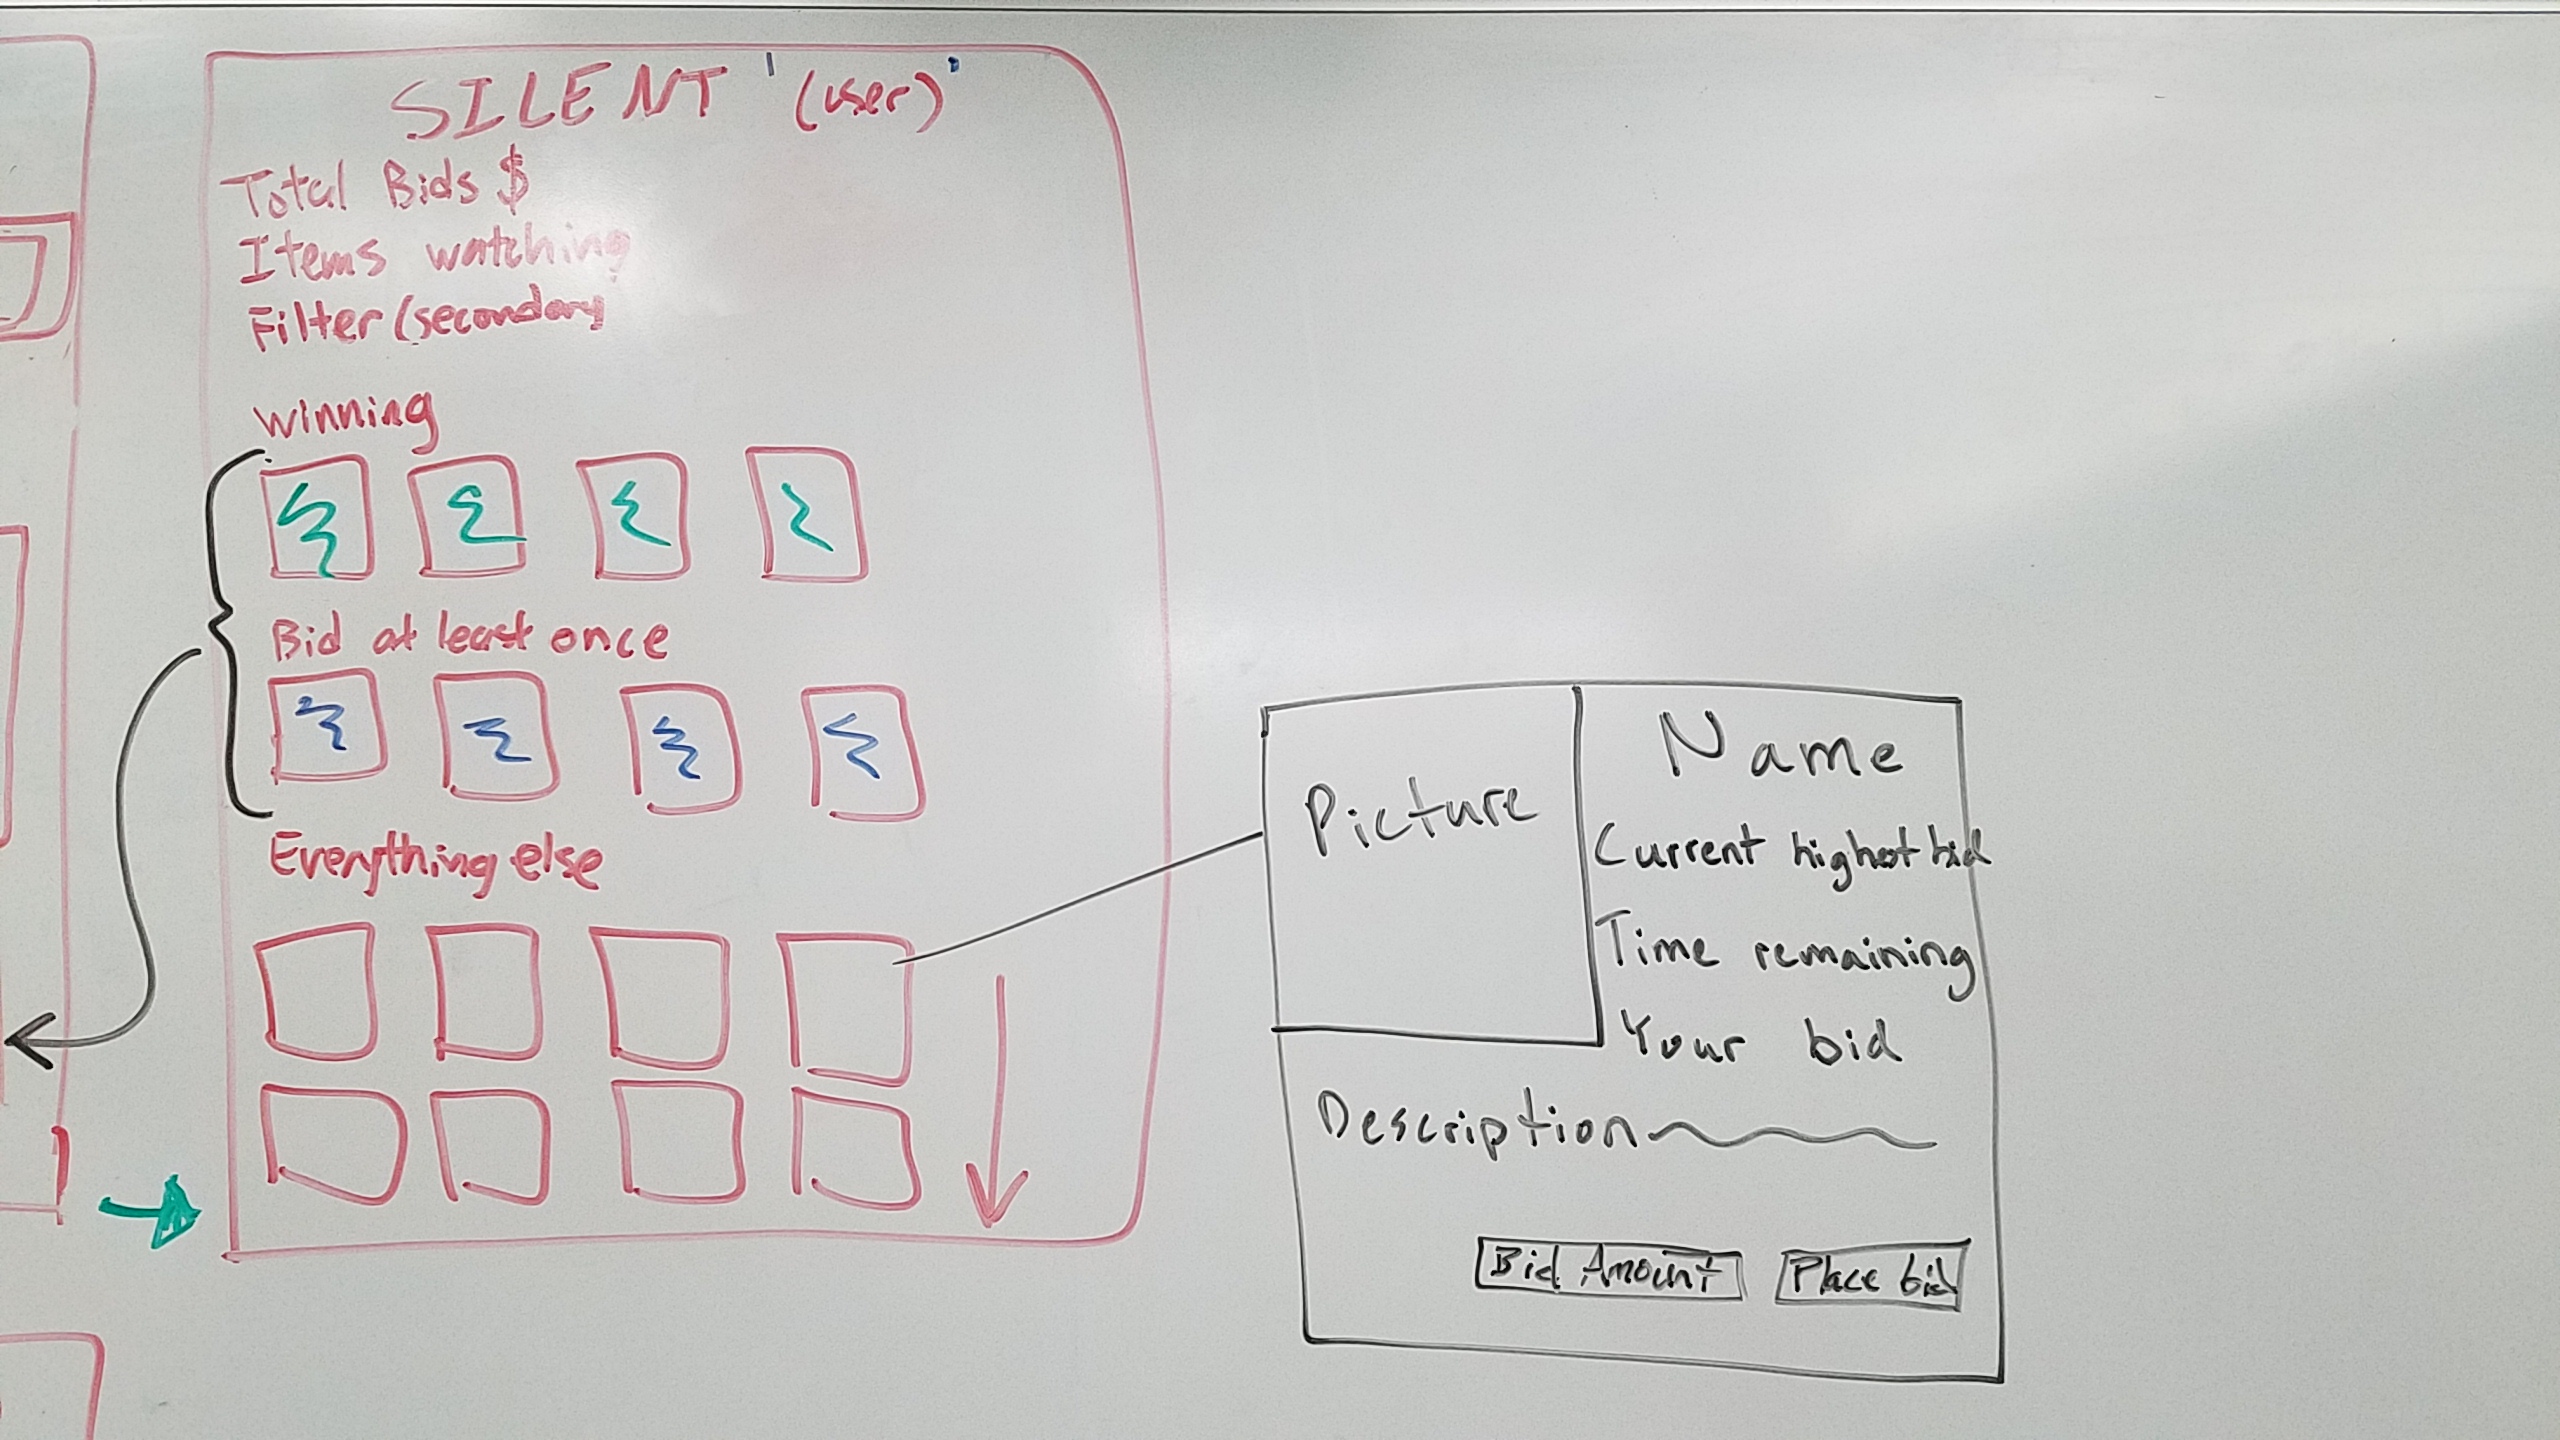 SILENT '(user)'
Total Bids $
Items watching
Filter (secondary
winning
Bid at least once
Everything else
Picture
Name
Current highest bid
Time remaining
Your bid
Description
Bid Amount
Place bid